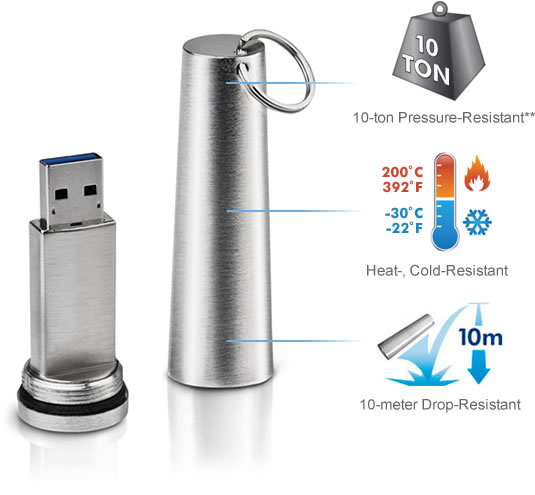 10
TON
10-ton Pressure-Resistant**
200°C
392°F
-30°C
-22°F
Heat-, Cold-Resistant
10m
10-meter Drop-Resistant